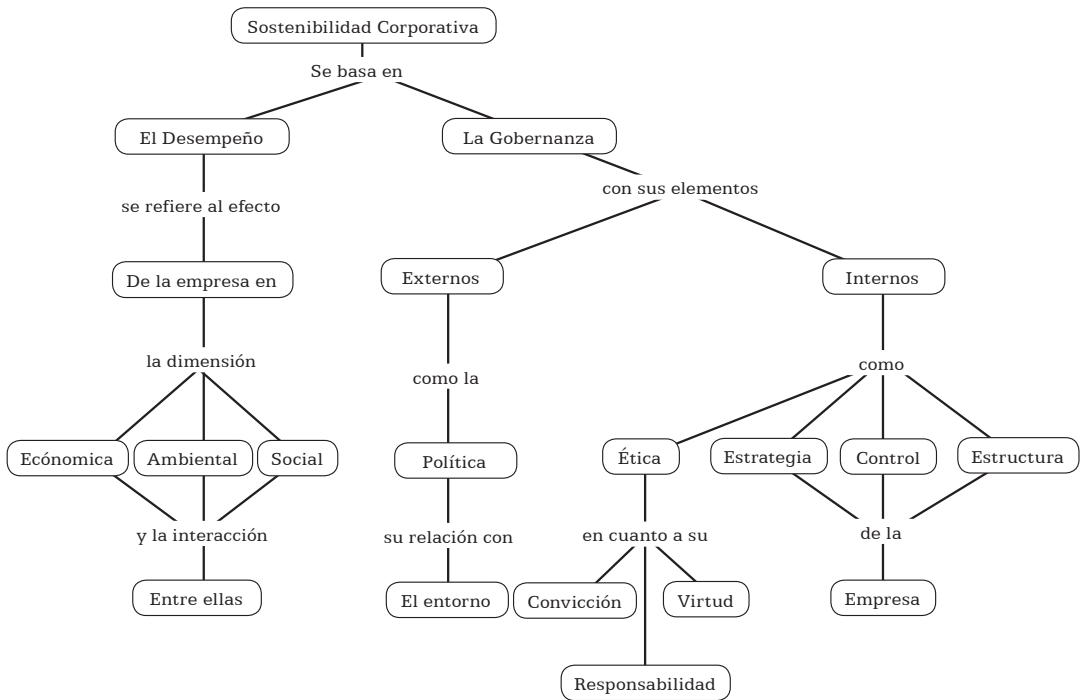 Sostenibilidad Corporativa
Se basa en
El Desempeño
La Gobernanza
con sus elementos
se refiere al efecto
De la empresa en
Externos
Internos
la dimensión
como la
como
Ecónomica
Ambiental
Social
Política
Ética
Estrategia
Control
Estructura
y la interacción
su relación con
en cuanto a su
de la
Entre ellas
El entorno
Convicción
Virtud
Empresa
Responsabilidad